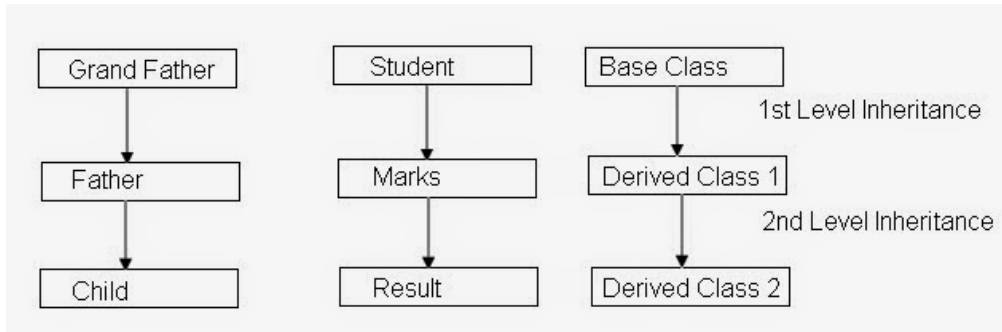 Grand Father
Student
Base Class
1st Level Inheritance
Father
Marks
Derived Class 1
2nd Level Inheritance
Child
Result
Derived Class 2